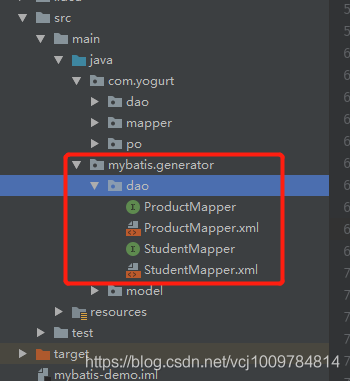 src
main
java
com.yogurt
dao
mapper
po
mybatis.generator
dao
ProductMapper
ProductMapper.xml
StudentMapper
StudentMapper.xml
model
resources
test
target
https://blog.csdn.net/vcj1009784814
mybatis-demo.iml